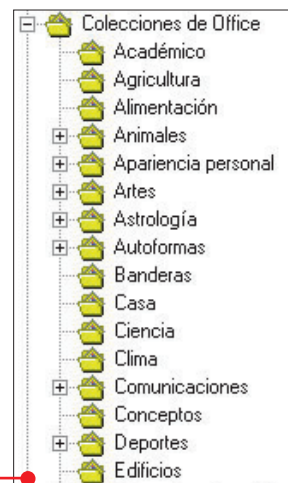 Colecciones de Office
Académico
Agricultura
Alimentación
Animales
Apariencia personal
Artes
Astrología
Autoformas
Banderas
Casa
Ciencia
Clima
Comunicaciones
Conceptos
Deportes
Edificios